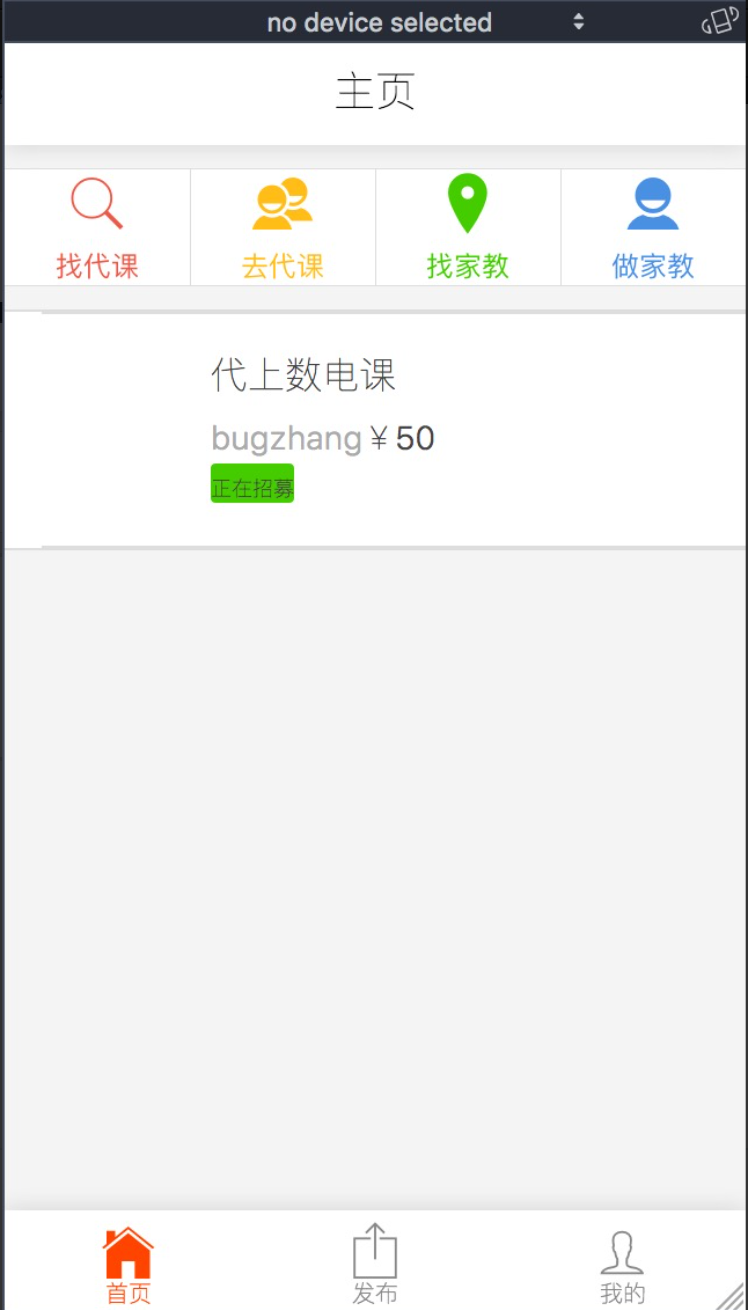 no device selected
主页
找代课 去代课 找家教 做家教
代上数电课
bugzhang ¥ 50
正在招募
首页 发布 我的